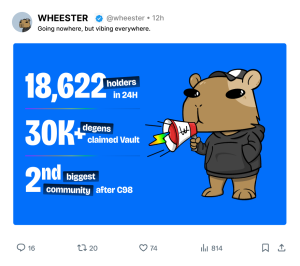 WHEESTER @wheester • 12h
Going nowhere, but vibing everywhere.
18,622 holders
in 24H
30K+ degens
claimed Vault
2nd biggest
community after C98
16 20 74 814